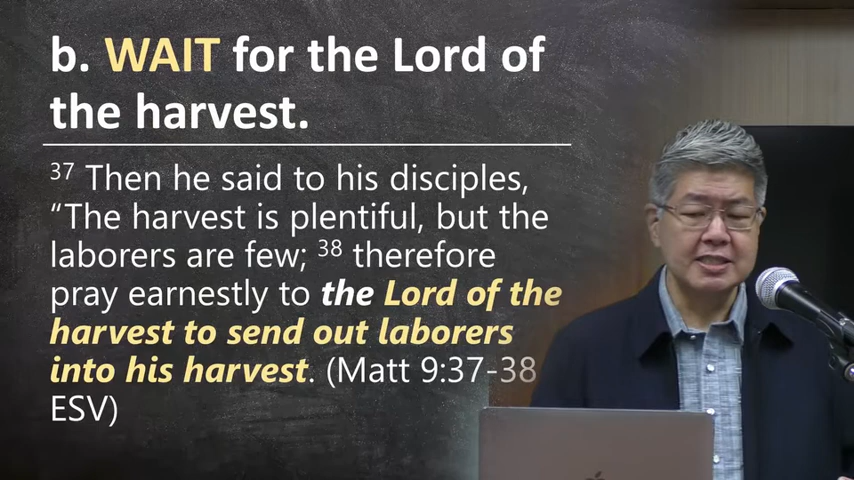 b. WAIT for the Lord of
the harvest.
³⁷ Then he said to his disciples,
“The harvest is plentiful, but the
laborers are few; ³⁸ therefore
pray earnestly to the Lord of the
harvest to send out laborers
into his harvest. (Matt 9:37-38
ESV)